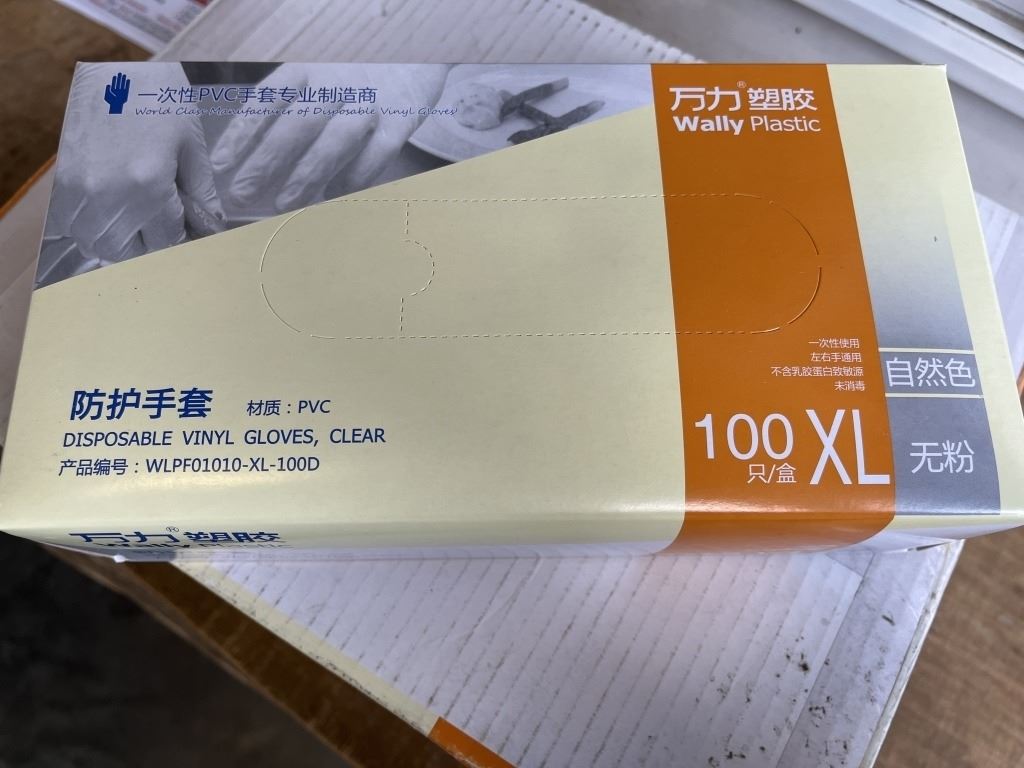 一次性PVC手套专业制造商
World Class Manufacturer of Disposable Vinyl Gloves
万力®塑胶
Wally Plastic
一次性使用
左右手通用
不含乳胶蛋白致敏源
未消毒
自然色
防护手套 材质：PVC
DISPOSABLE VINYL GLOVES, CLEAR
产品编号：WLPF01010-XL-100D
100 XL
只/盒
无粉
万力®塑胶
Wally Plastic